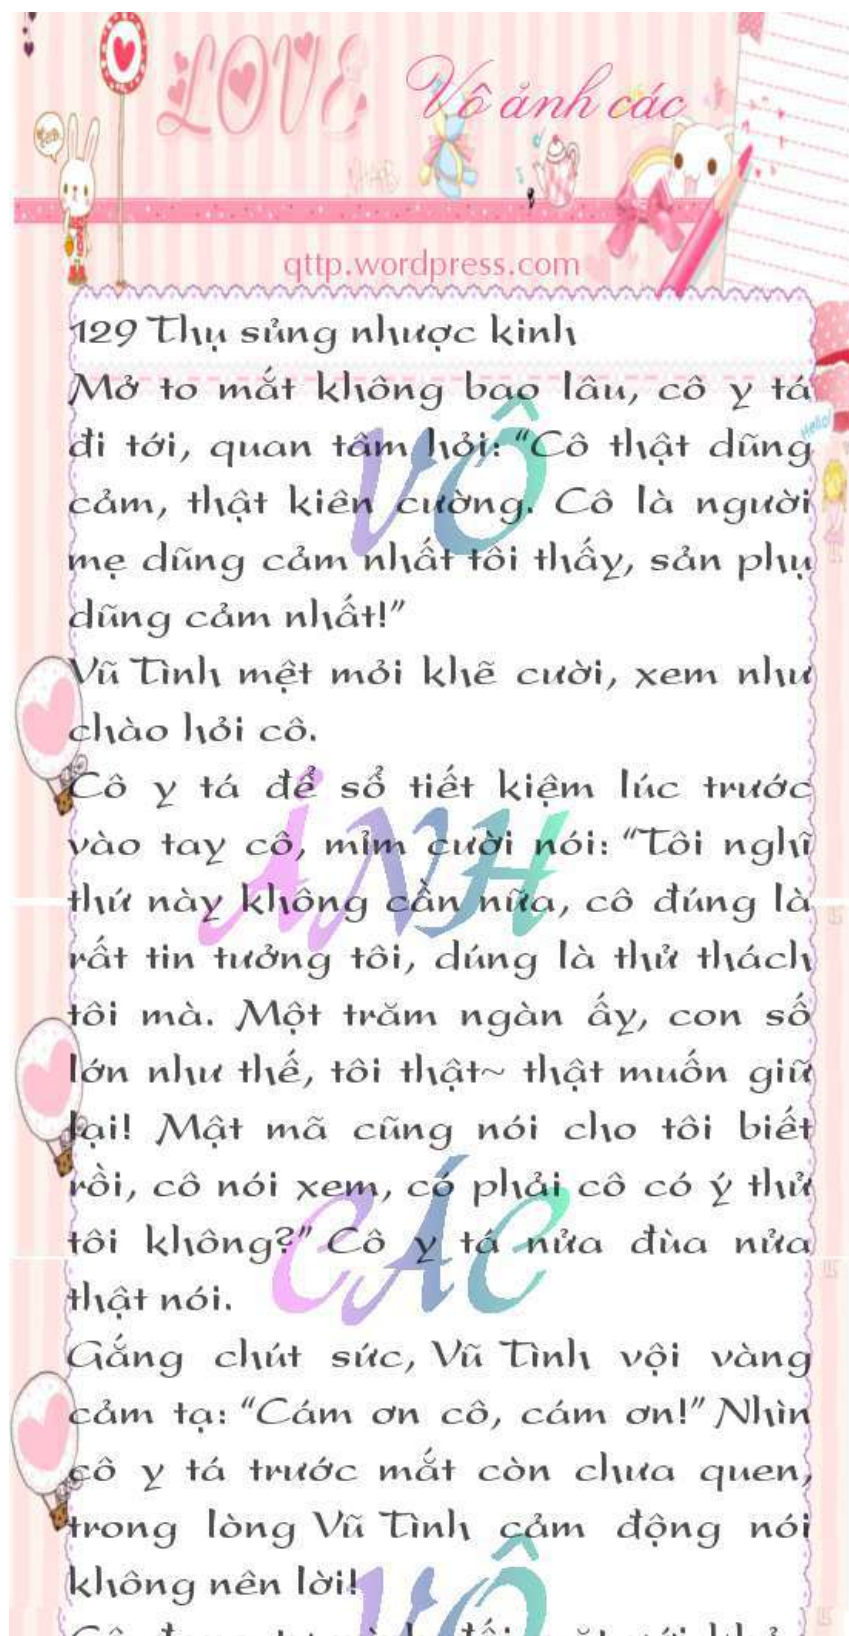 LOVE
Vô ảnh các
qttp.wordpress.com
129 Thụ sủng nhược kinh
Mở to mắt không bao lâu, cô y tá
Hello!
đi tới, quan tâm hỏi: “Cô thật dũng
cảm, thật kiên cường. Cô là người
mẹ dũng cảm nhất tôi thấy, sản phụ
dũng cảm nhất!”
VÔ
Vũ Tình mệt mỏi khẽ cười, xem như
chào hỏi cô.
Cô y tá để sổ tiết kiệm lúc trước
vào tay cô, mỉm cười nói: “Tôi nghĩ
thứ này không cần nữa, cô đúng là
ẢNH
rất tin tưởng tôi, dúng là thử thách
tôi mà. Một trăm ngàn ấy, con số
lớn như thế, tôi thật~ thật muốn giữ
lại! Mật mã cũng nói cho tôi biết
rồi, cô nói xem, có phải cô có ý thử
tôi không?” Cô y tá nửa đùa nửa
CÁC
thật nói.
Gắng chút sức, Vũ Tình vội vàng
cảm tạ: “Cám ơn cô, cám ơn!” Nhìn
cô y tá trước mắt còn chưa quen,
trong lòng Vũ Tình cảm động nói
không nên lời!
VÔ